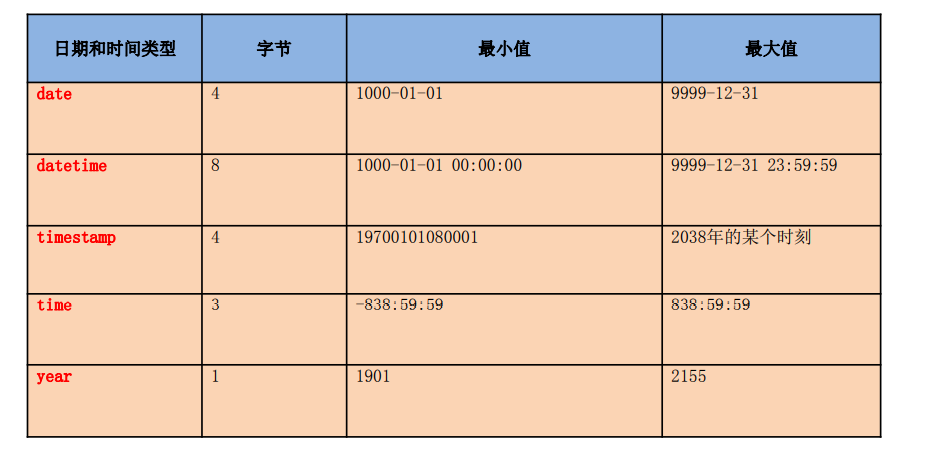 日期和时间类型 字节 最小值 最大值
date 4 1000-01-01 9999-12-31
datetime 8 1000-01-01 00:00:00 9999-12-31 23:59:59
timestamp 4 19700101080001 2038年的某个时刻
time 3 -838:59:59 838:59:59
year 1 1901 2155